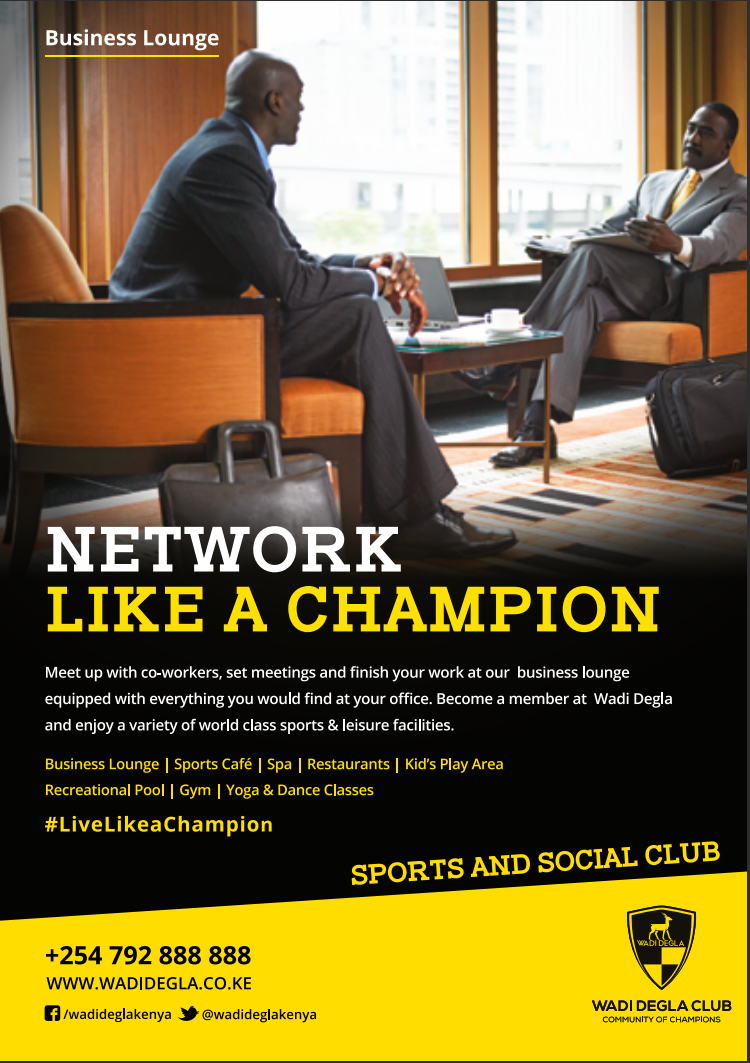 Business Lounge
NETWORK
LIKE A CHAMPION
Meet up with co-workers, set meetings and finish your work at our business lounge
equipped with everything you would find at your office. Become a member at Wadi Degla
and enjoy a variety of world class sports & leisure facilities.
Business Lounge | Sports Café | Spa | Restaurants | Kid's Play Area
Recreational Pool | Gym | Yoga & Dance Classes
#LiveLikeaChampion
SPORTS AND SOCIAL CLUB
+254 792 888 888
WWW.WADIDEGLA.CO.KE
/wadideglakenya @wadideglakenya
WADI DEGLA
WADI DEGLA CLUB
COMMUNITY OF CHAMPIONS